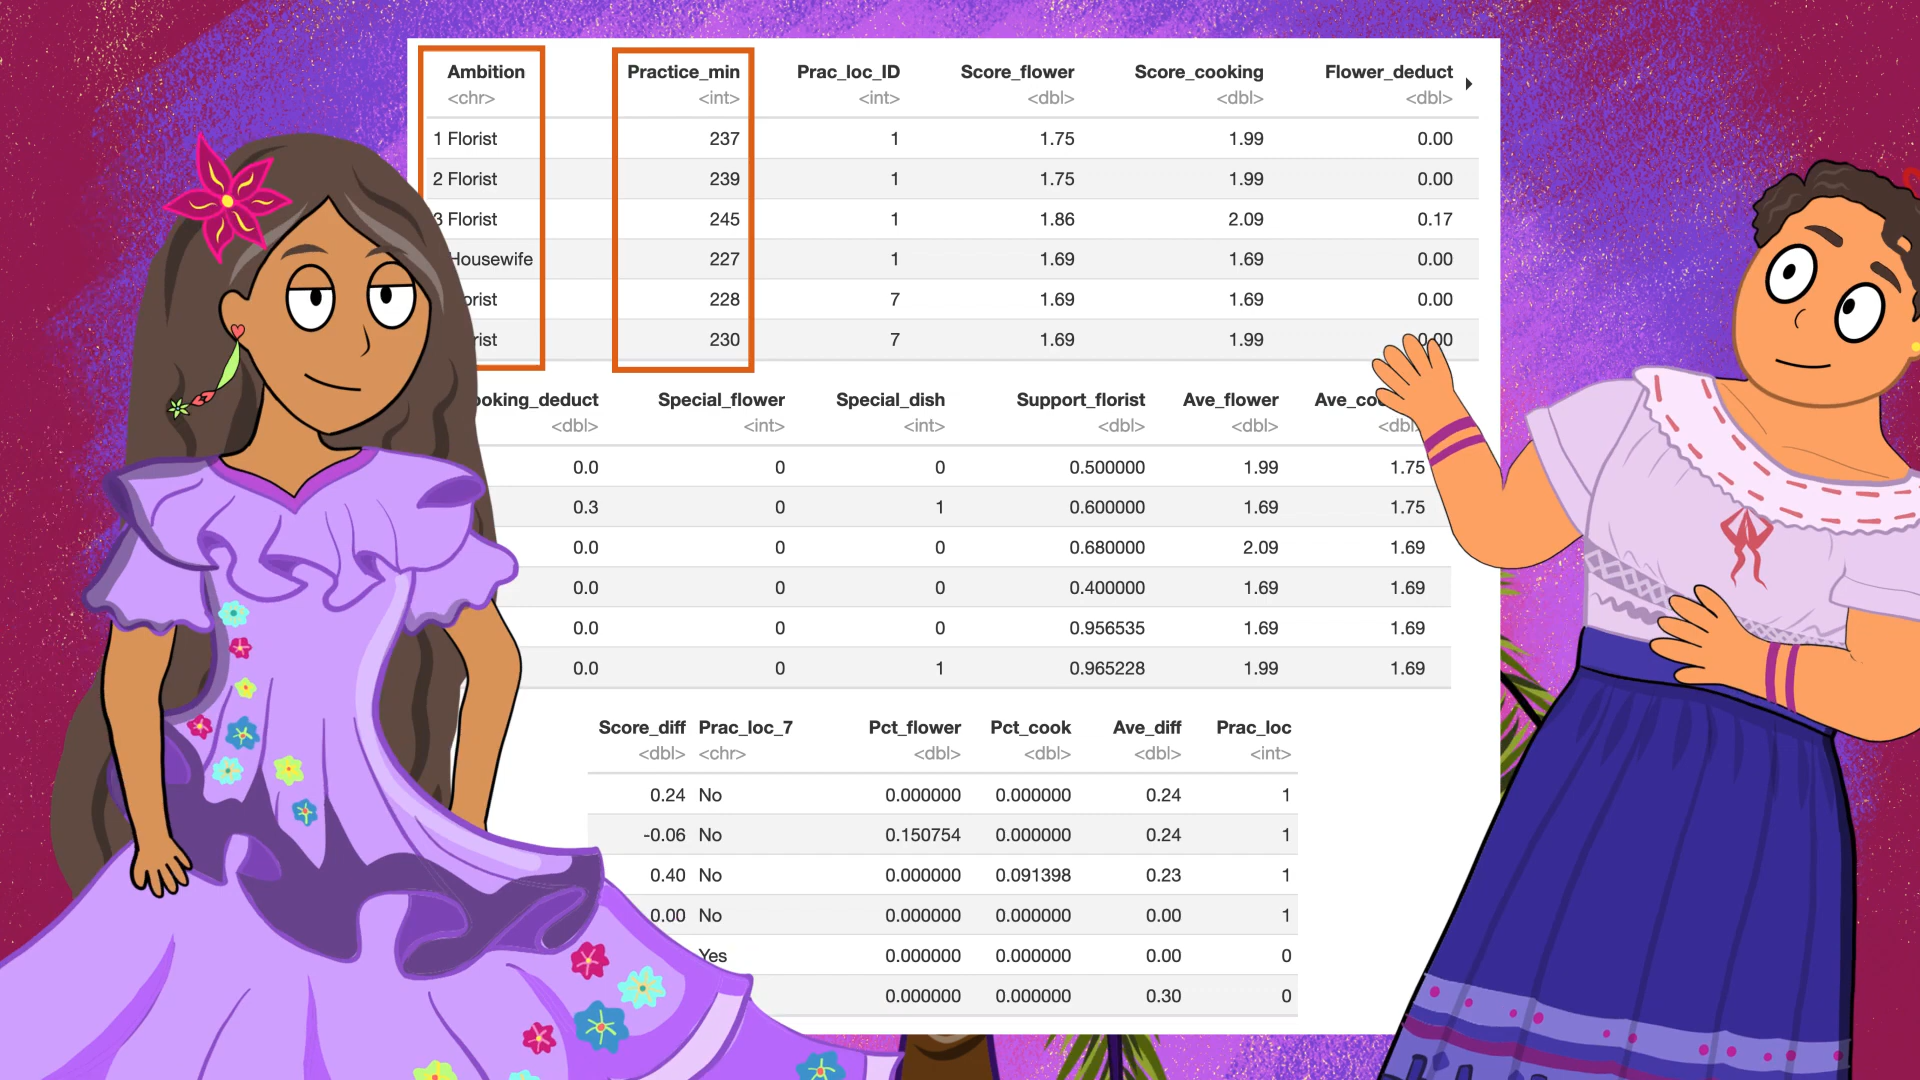 Ambition Practice_min Prac_loc_ID Score_flower Score_cooking Flower_deduct
<chr> <int> <int> <dbl> <dbl> <dbl>
1 Florist 237 1 1.75 1.99 0.00
2 Florist 239 1 1.75 1.99 0.00
3 Florist 245 1 1.86 2.09 0.17
Housewife 227 1 1.69 1.69 0.00
orist 228 7 1.69 1.69 0.00
rist 230 7 1.69 1.99 0.00
ooking_deduct Special_flower Special_dish Support_florist Ave_flower Ave_co
<dbl> <int> <int> <dbl> <dbl> <dbl>
0.0 0 0 0.500000 1.99 1.75
0.3 0 1 0.600000 1.69 1.75
0.0 0 0 0.680000 2.09 1.69
0.0 0 0 0.400000 1.69 1.69
0.0 0 0 0.956535 1.69 1.69
0.0 0 1 0.965228 1.99 1.69
Score_diff Prac_loc_7 Pct_flower Pct_cook Ave_diff Prac_loc
<dbl> <chr> <dbl> <dbl> <dbl> <int>
0.24 No 0.000000 0.000000 0.24 1
-0.06 No 0.150754 0.000000 0.24 1
0.40 No 0.000000 0.091398 0.23 1
0.00 No 0.000000 0.000000 0.00 1
Yes 0.000000 0.000000 0.00 0
0.000000 0.000000 0.30 0